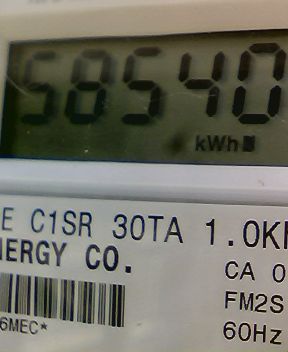 58540
kWh
E C1SR 30TA 1.0K
NERGY CO.
CA 0
FM2S
6MEC*
60Hz